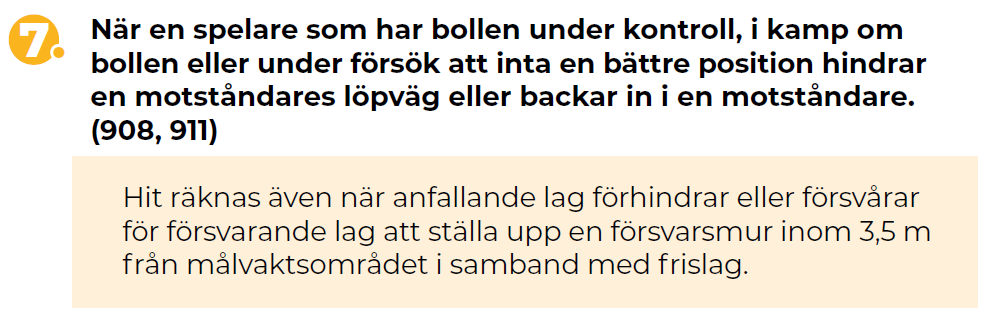 7.
När en spelare som har bollen under kontroll, i kamp om
bollen eller under försök att inta en bättre position hindrar
en motståndares löpväg eller backar in i en motståndare.
(908, 911)
Hit räknas även när anfallande lag förhindrar eller försvårar
för försvarande lag att ställa upp en försvarsmur inom 3,5 m
från målvaktsområdet i samband med frislag.